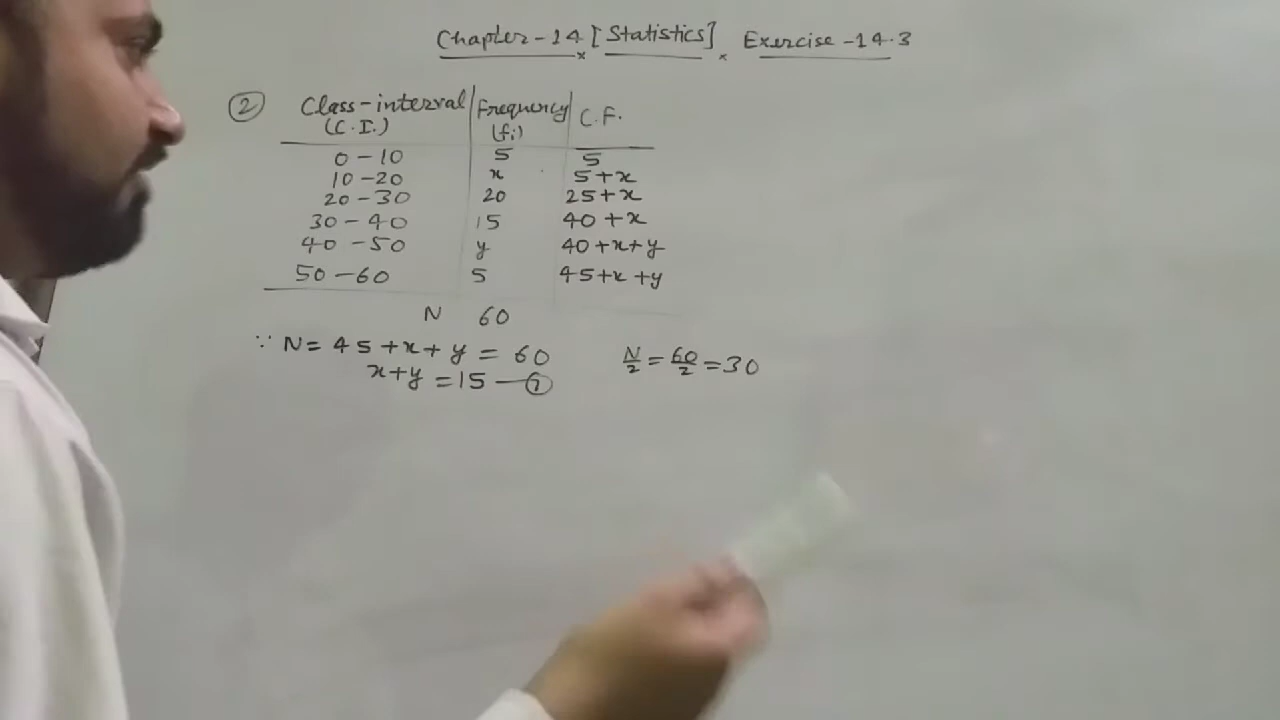 Chapter-14 [Statistics] Exercise-14.3
② Class-interval (C.I.) | Frequency (fi) | C.F.
0-10 5 5
10-20 x 5+x
20-30 20 25+x
30-40 15 40+x
40-50 y 40+x+y
50-60 5 45+x+y
N 60
∵ N = 45+x+y = 60 N/2 = 60/2 = 30
x+y = 15 — ①